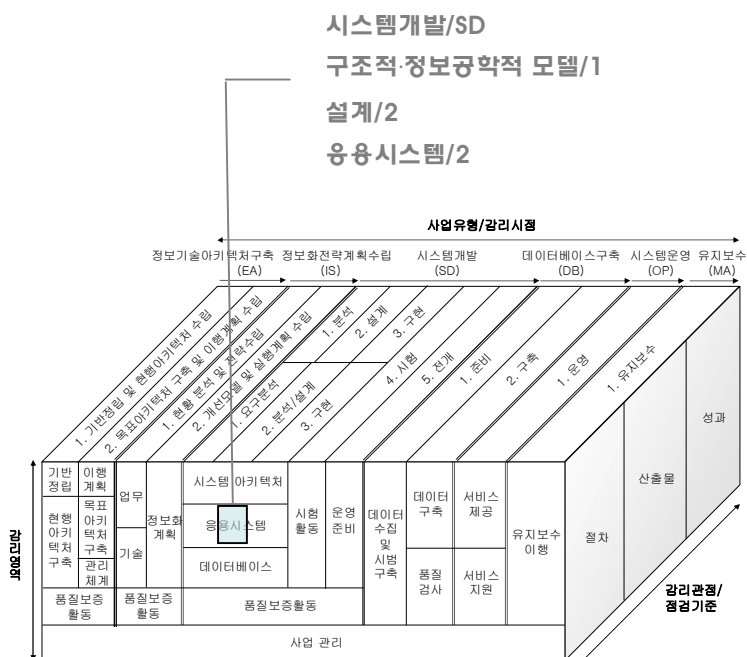 시스템개발/SD
구조적·정보공학적 모델/1
설계/2
응용시스템/2
사업유형/감리시점
정보기술아키텍처구축
(EA)
정보화전략계획수립
(IS)
시스템개발
(SD)
데이터베이스구축
(DB)
시스템운영
(OP)
유지보수
(MA)
1. 기반정립 및 현행아키텍처 수립
2. 목표아키텍처 구축 및 이행계획 수립
1. 현황 분석 및 전략수립
2. 개선모델 및 실행계획 수립
1. 분석
2. 설계
3. 구현
1. 요구분석
2. 분석/설계
3. 구현
4. 시험
5. 전개
1. 준비
2. 구축
1. 운영
1. 유지보수
감리영역
기반
정립
이행
계획
현행
아키
텍처
구축
목표
아키
텍처
구축
관리
체계
품질보증
활동
업무
기술
정보화
계획
품질보증
활동
시스템 아키텍처
응용시스템
데이터베이스
시험
활동
운영
준비
품질보증활동
데이터
수집
및
시범
구축
데이터
구축
품질
검사
서비스
제공
서비스
지원
유지보수
이행
사업 관리
절차
산출물
성과
감리관점/
점검기준